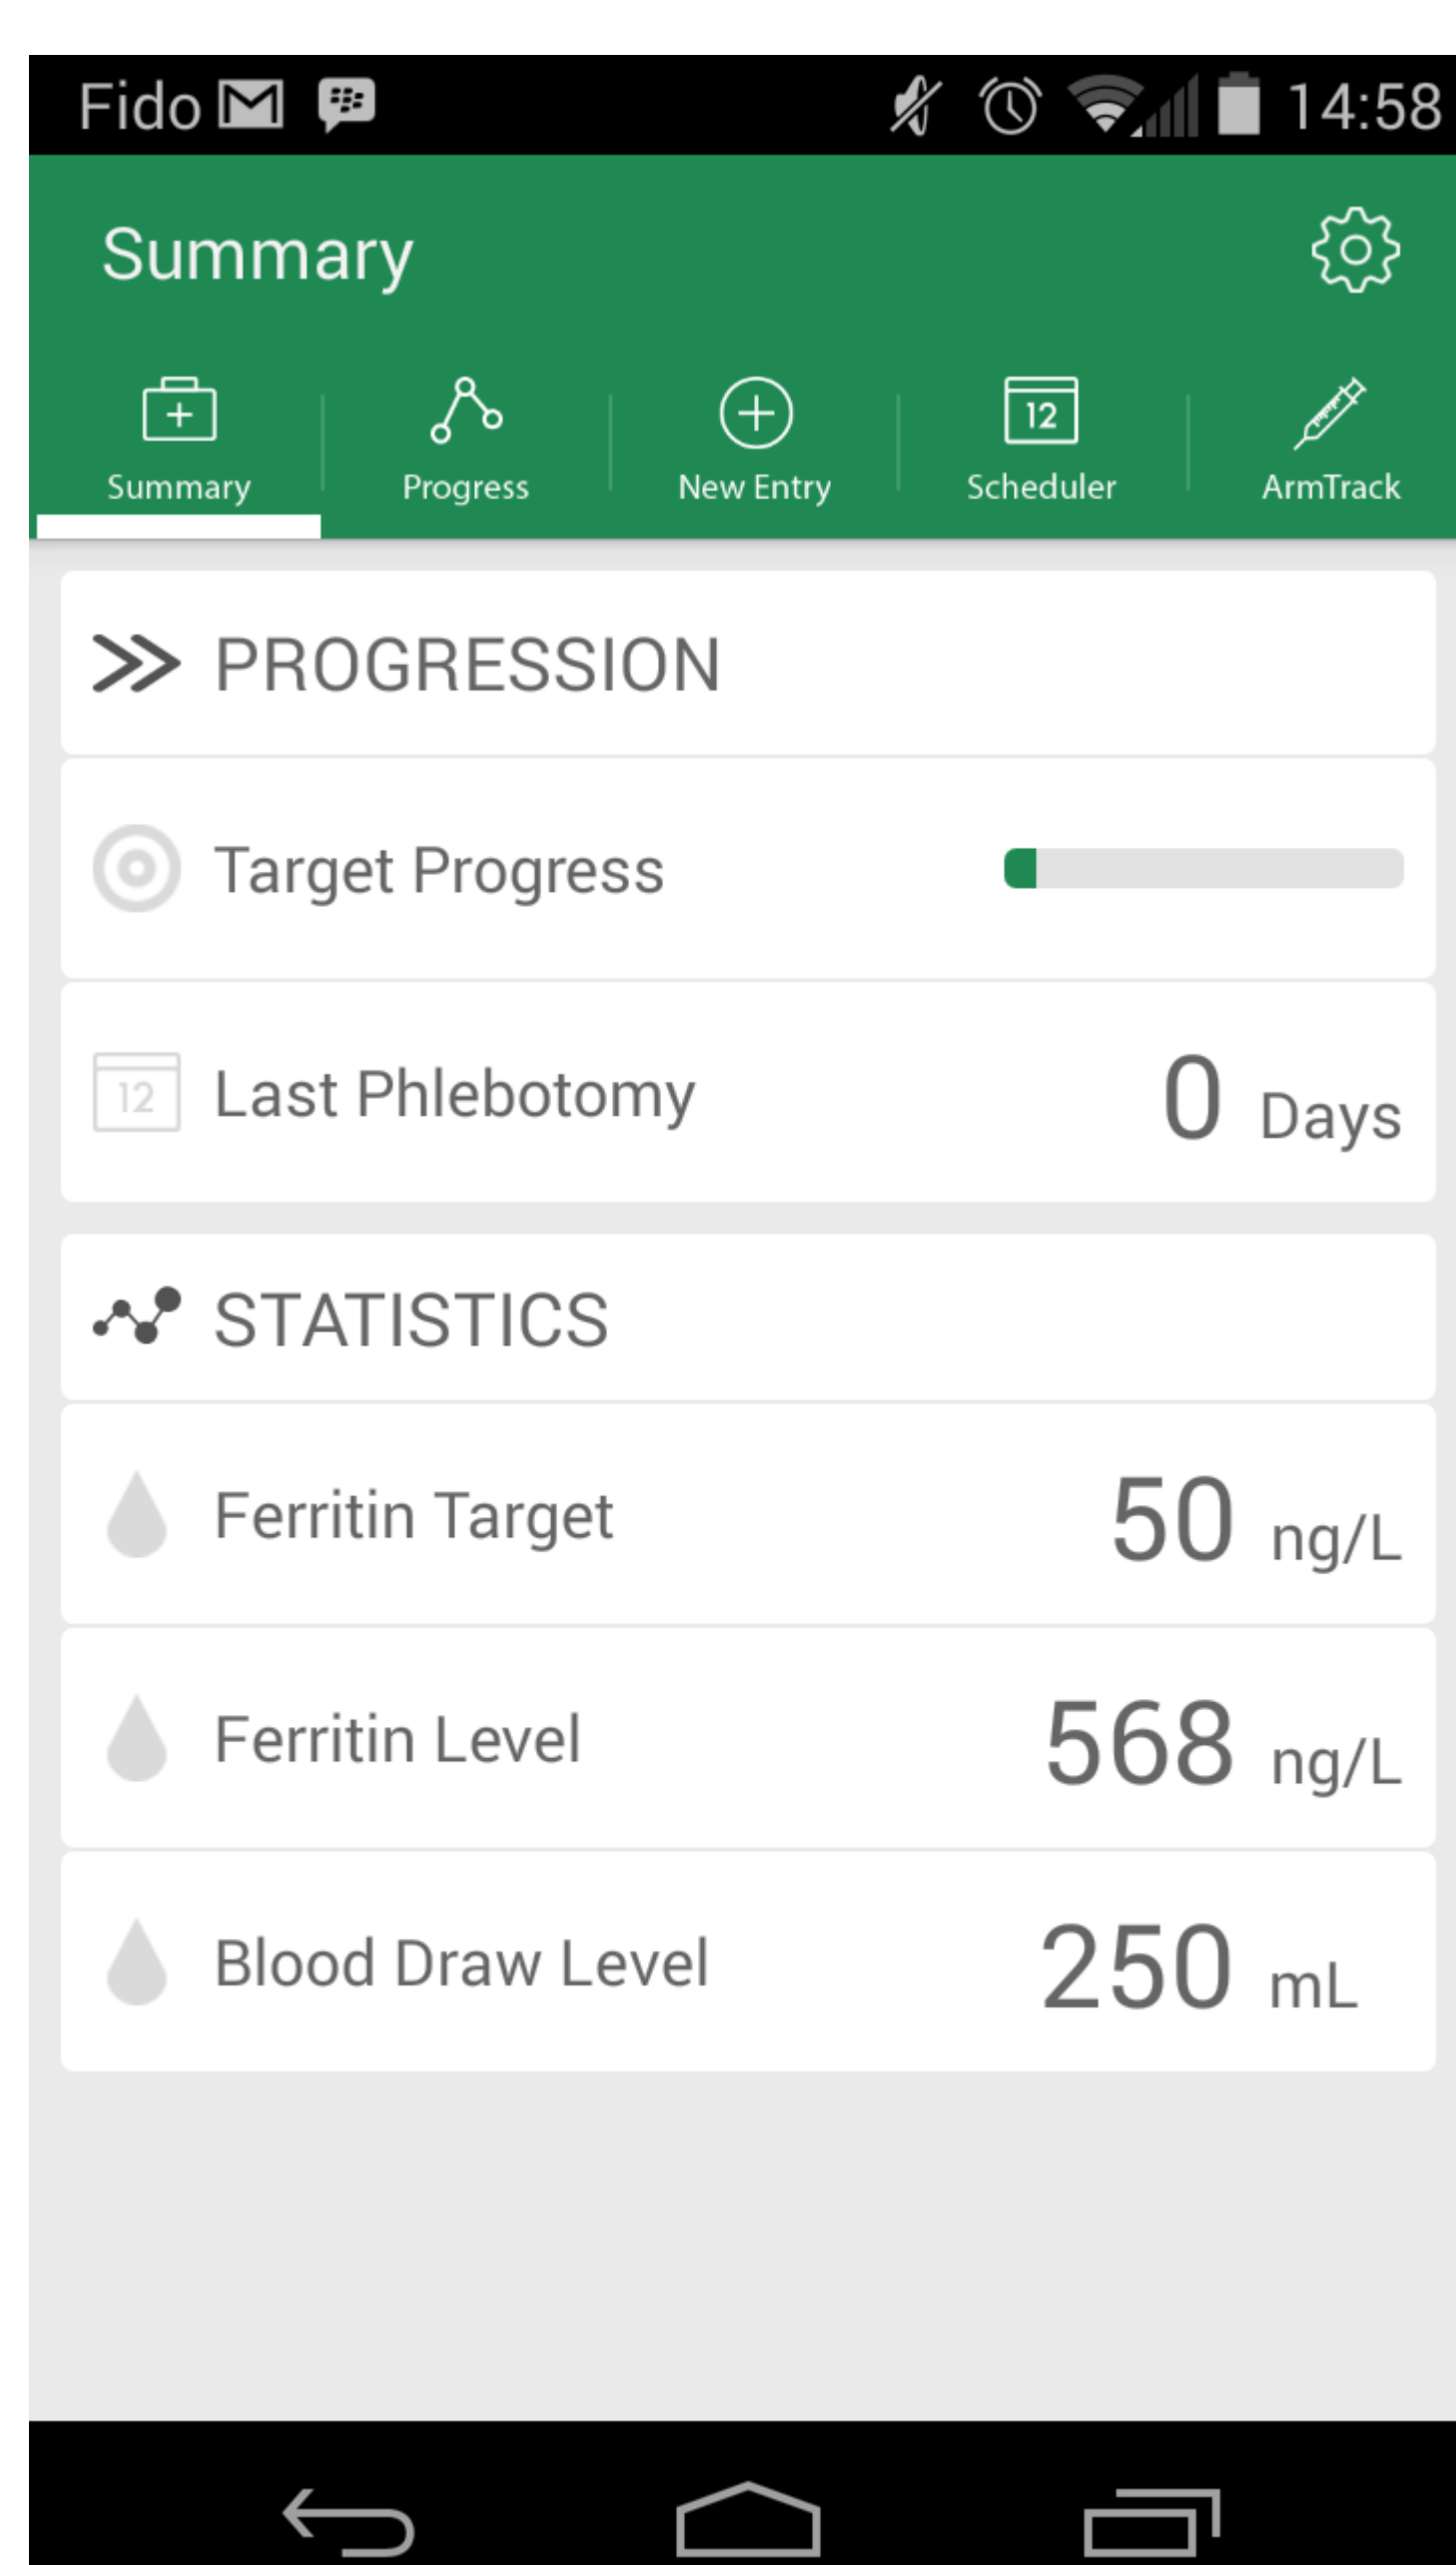 Fido 14:58
Summary
12
Summary Progress New Entry Scheduler ArmTrack
PROGRESSION
Target Progress
12 Last Phlebotomy 0 Days
STATISTICS
Ferritin Target 50 ng/L
Ferritin Level 568 ng/L
Blood Draw Level 250 mL